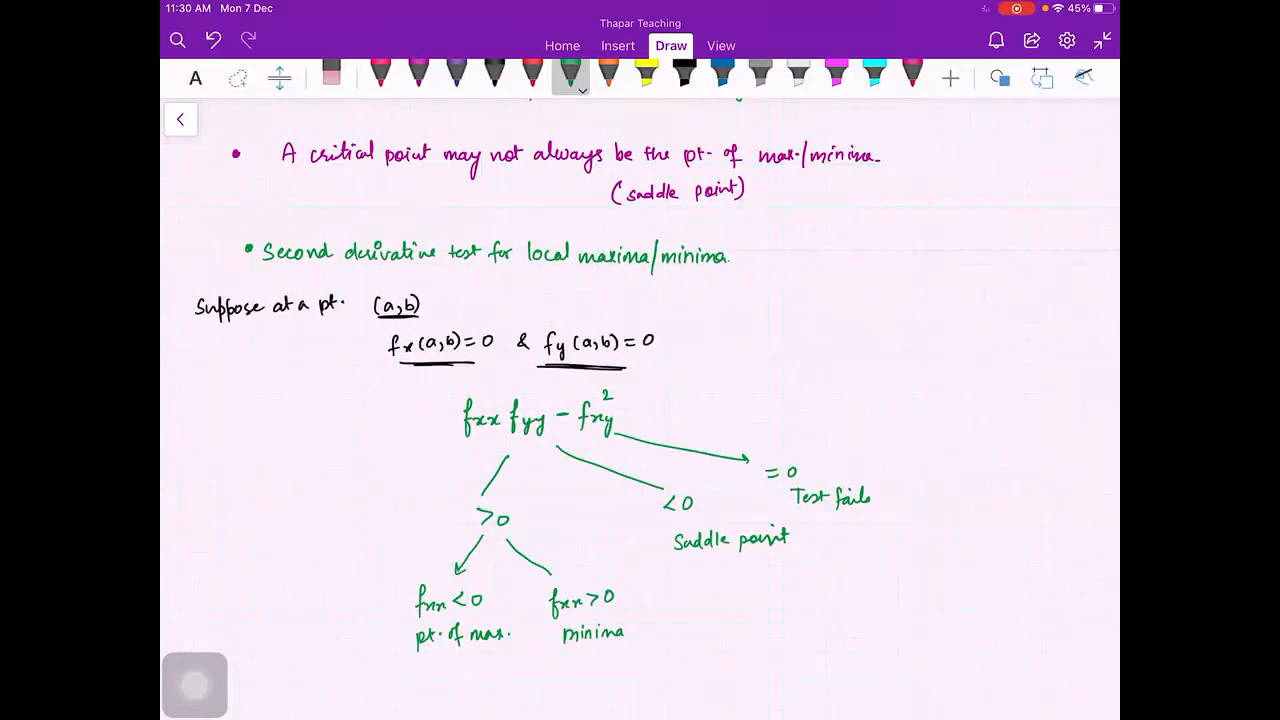 11:30 AM Mon 7 Dec
45%
Thapar Teaching
Home Insert Draw View
A
• A critical point may not always be the pt. of max./minima.
(saddle point)
• Second derivative test for local maxima/minima.
Suppose at a pt. (a,b)
fx(a,b)=0 & fy(a,b)=0
fxx fyy - fxy²
= 0
Test fails
<0
Saddle point
>0
fxx <0 fxx >0
pt. of max. minima